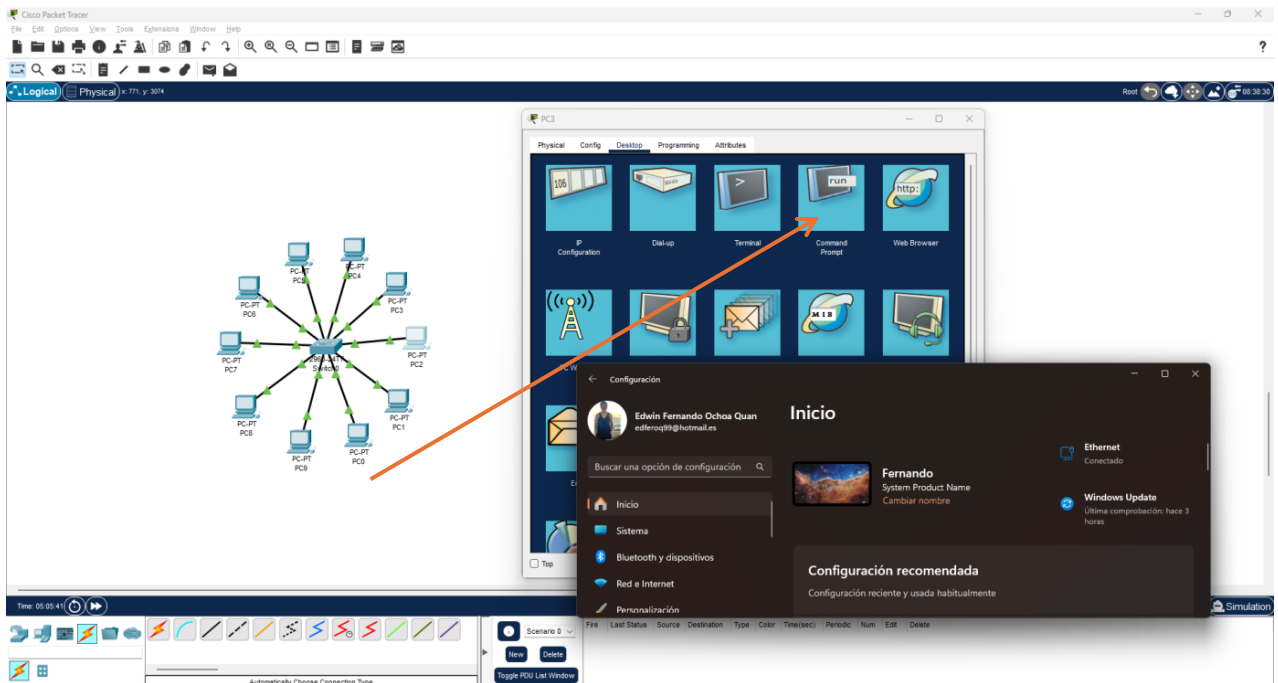 Cisco Packet Tracer
File Edit Options View Tools Extensions Window Help
?
Logical Physical x: 771, y: 3074
Root 08:38:30
PC3
Physical Config Desktop Programming Attributes
106
>
run
http:
IP Configuration
Dial-up
Terminal
Command Prompt
Web Browser
MIB
Top
PC-PT
PC-PT
PC4
PC-PT
PC3
PC-PT
PC6
PC-PT
PC2
PC-PT
PC7
Switch0
PC-PT
PC1
PC-PT
PC8
PC-PT
PC0
PC-PT
PC9
Configuración
Edwin Fernando Ochoa Quan
edferoq99@hotmail.es
Buscar una opción de configuración
Inicio
Sistema
Bluetooth y dispositivos
Red e Internet
Personalización
Inicio
Fernando
System Product Name
Cambiar nombre
Ethernet
Conectado
Windows Update
Última comprobación: hace 3
horas
Configuración recomendada
Configuración reciente y usada habitualmente
Time: 05:05:41
Simulation
Scenario 0
New Delete
Toggle PDU List Window
Fire Last Status Source Destination Type Color Time(sec) Periodic Num Edit Delete
Automatically Choose Connection Type